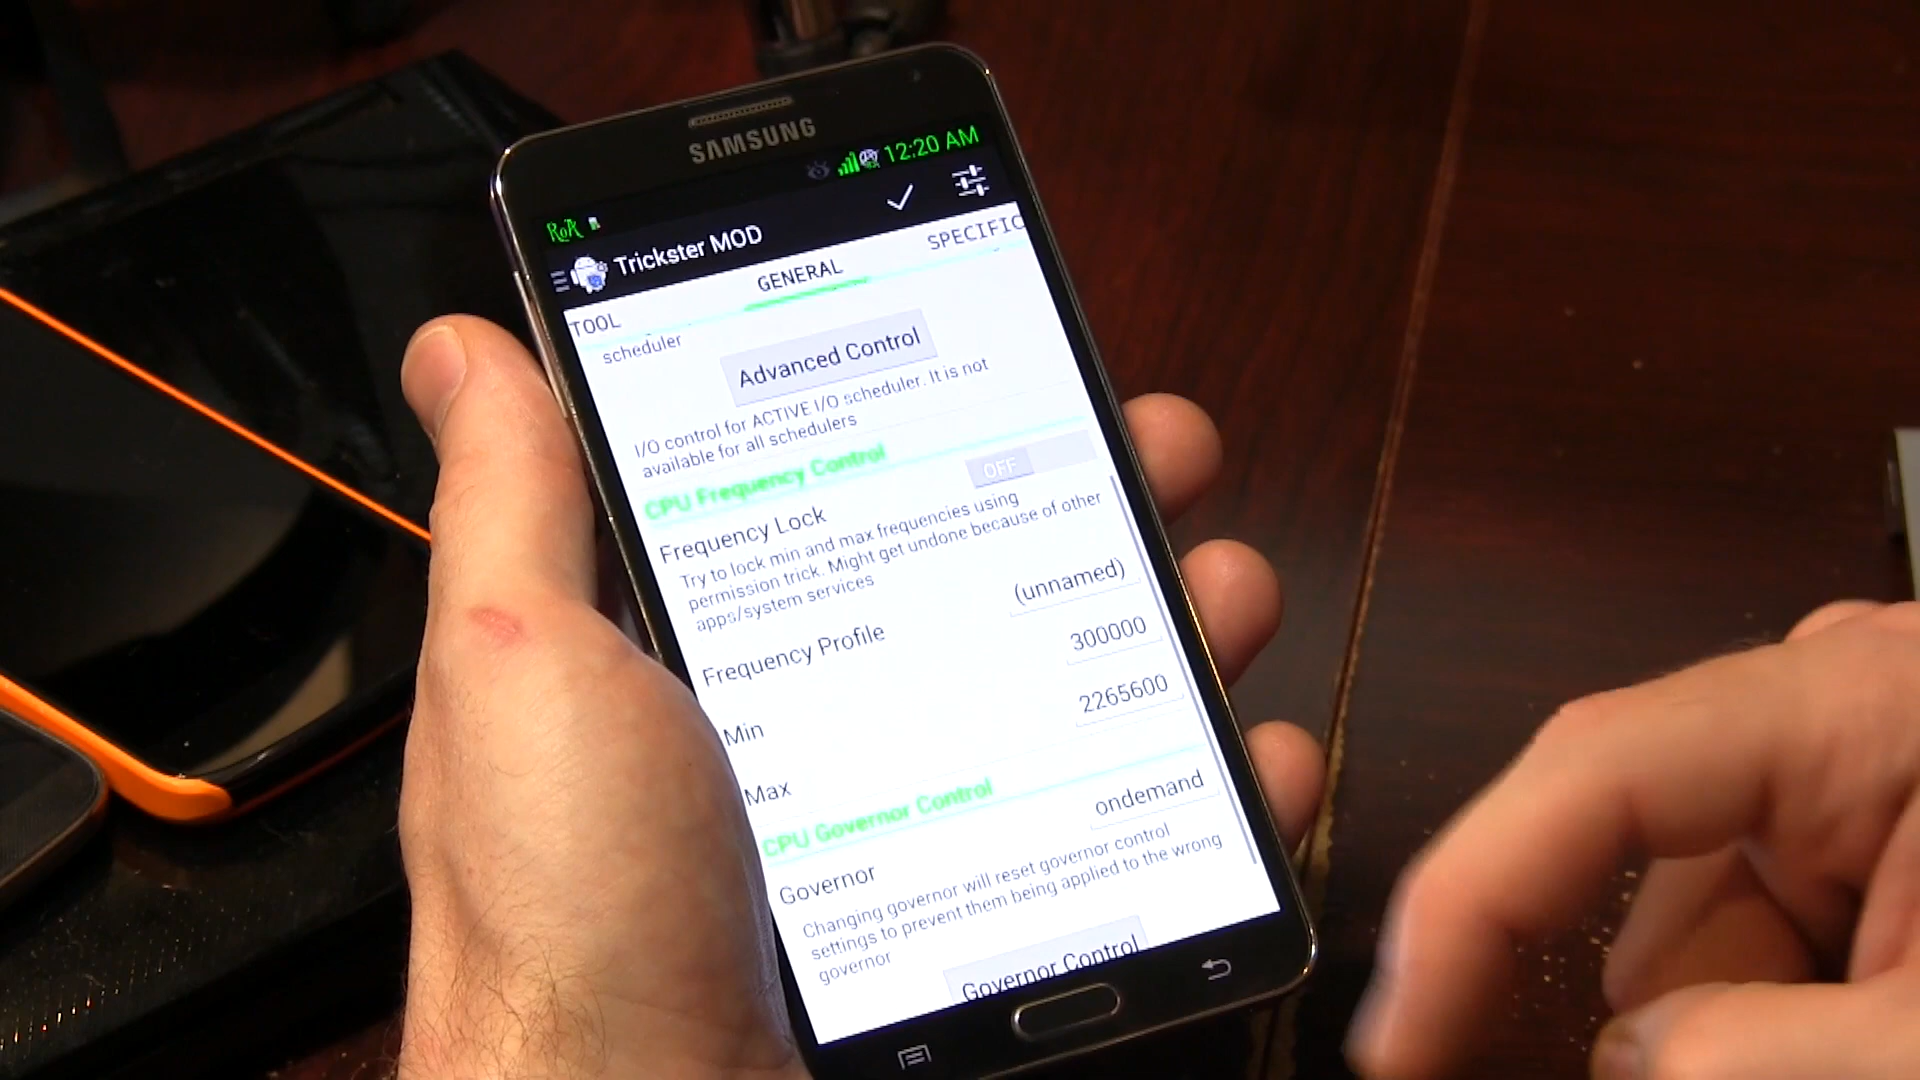 SAMSUNG
12:20 AM
RoA
Trickster MOD
TOOL
GENERAL
SPECIFIC
scheduler
Advanced Control
I/O control for ACTIVE I/O scheduler. It is not
available for all schedulers
CPU Frequency Control
Frequency Lock
OFF
Try to lock min and max frequencies using
permission trick. Might get undone because of other
apps/system services
Frequency Profile
(unnamed)
Min
300000
Max
2265600
CPU Governor Control
Governor
ondemand
Changing governor will reset governor control
settings to prevent them being applied to the wrong
governor
Governor Control